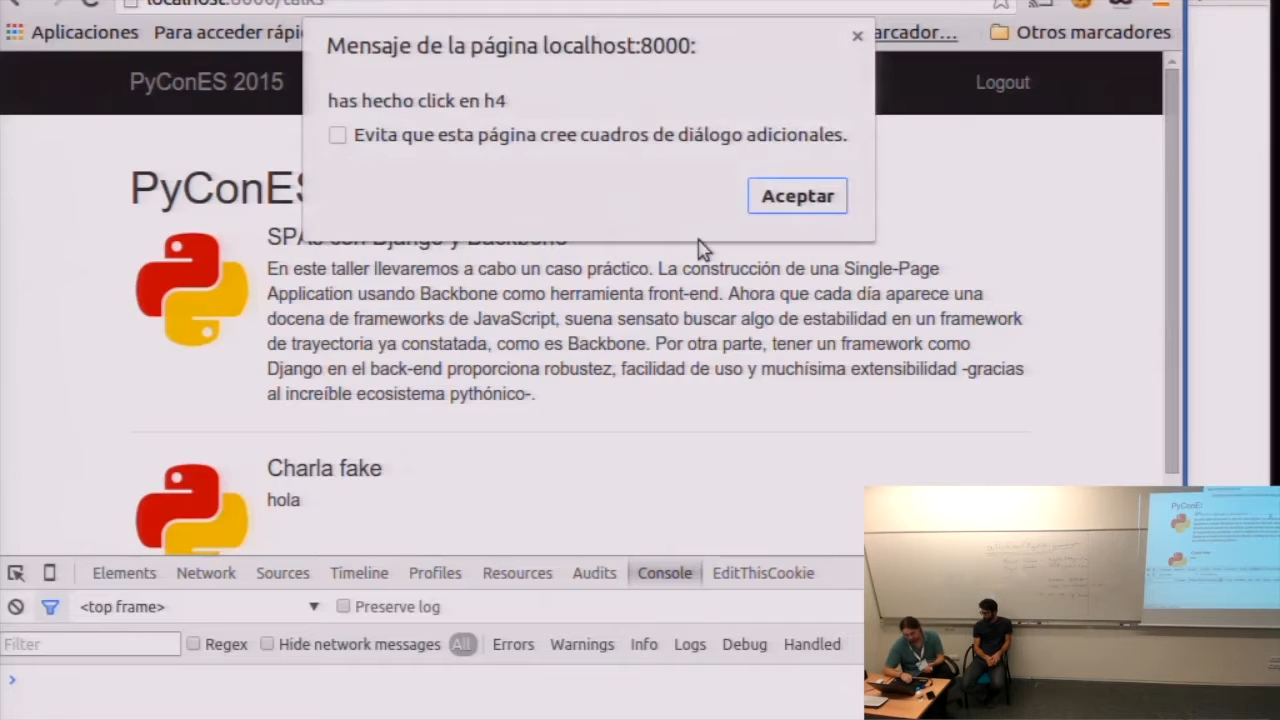 localhost:8000/talks
Aplicaciones Para acceder rápi
arcador... Otros marcadores
Mensaje de la página localhost:8000:
has hecho click en h4
Evita que esta página cree cuadros de diálogo adicionales.
Aceptar
PyConES 2015 Logout
PyConES
SPAs con Django y Backbone
En este taller llevaremos a cabo un caso práctico. La construcción de una Single-Page
Application usando Backbone como herramienta front-end. Ahora que cada día aparece una
docena de frameworks de JavaScript, suena sensato buscar algo de estabilidad en un framework
de trayectoria ya constatada, como es Backbone. Por otra parte, tener un framework como
Django en el back-end proporciona robustez, facilidad de uso y muchísima extensibilidad -gracias
al increíble ecosistema pythónico-.
Charla fake
hola
Elements Network Sources Timeline Profiles Resources Audits Console EditThisCookie
<top frame> Preserve log
Filter Regex Hide network messages All Errors Warnings Info Logs Debug Handled